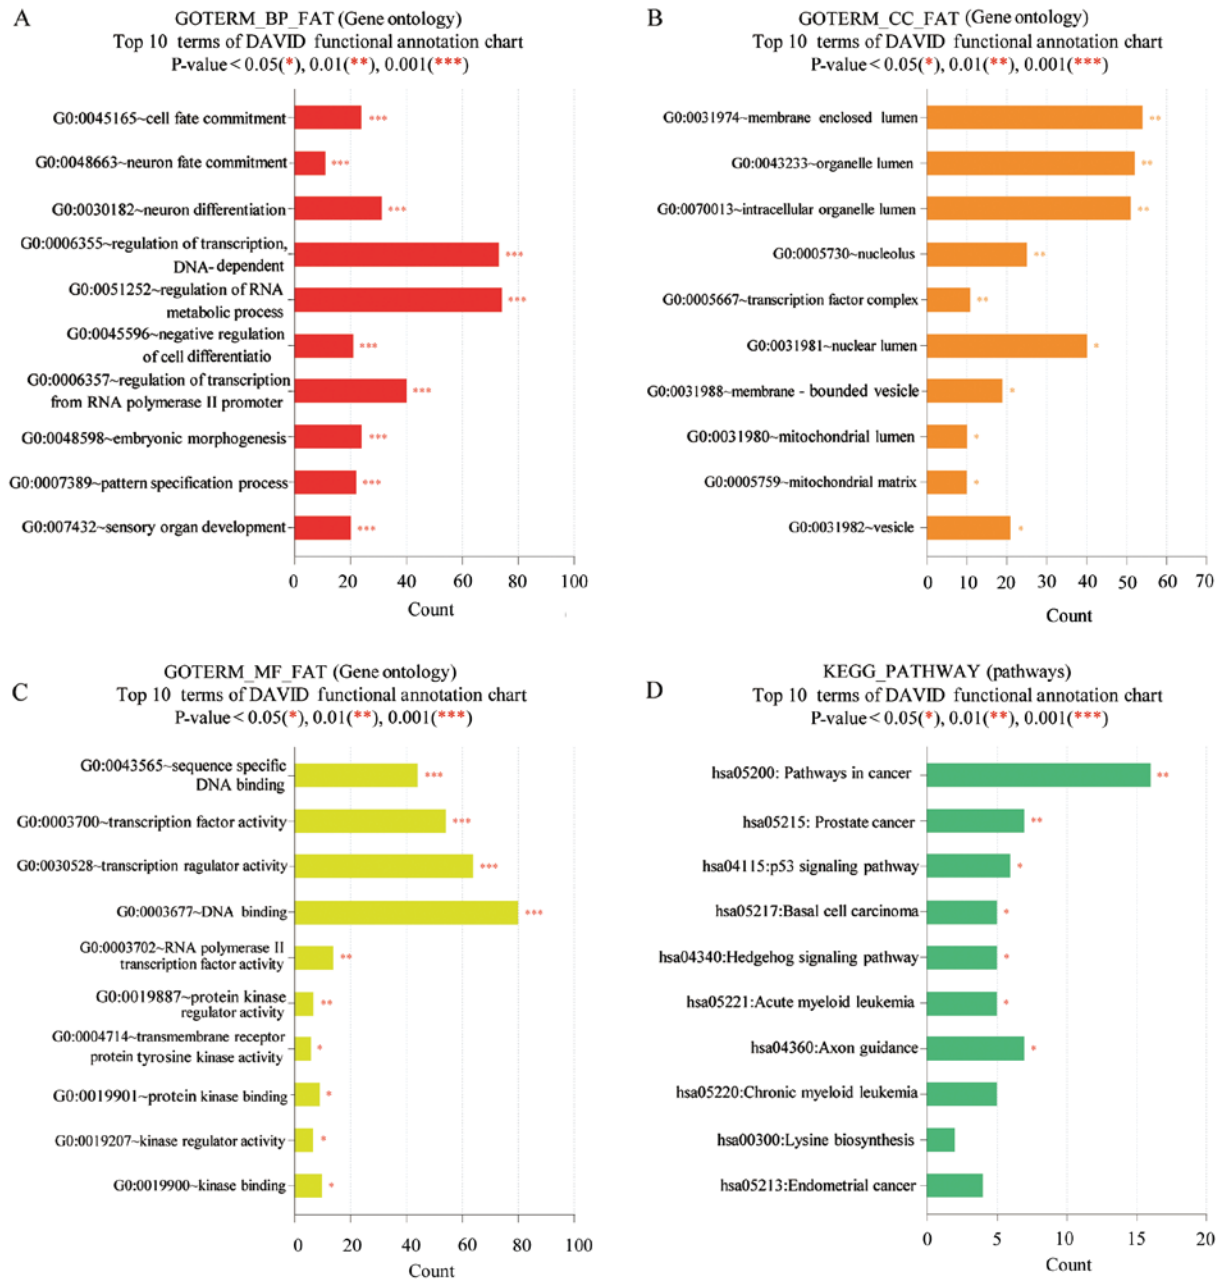 A
GOTERM_BP_FAT (Gene ontology)
Top 10 terms of DAVID functional annotation chart
P-value < 0.05(*), 0.01(**), 0.001(***)
G0:0045165~cell fate commitment
***
G0:0048663~neuron fate commitment
***
G0:0030182~neuron differentiation
***
G0:0006355~regulation of transcription,
DNA-dependent
***
G0:0051252~regulation of RNA
metabolic process
***
G0:0045596~negative regulation
of cell differentiatio
***
G0:0006357~regulation of transcription
from RNA polymerase II promoter
***
G0:0048598~embryonic morphogenesis
***
G0:0007389~pattern specification process
***
G0:007432~sensory organ development
***
0 20 40 60 80 100
Count
B
GOTERM_CC_FAT (Gene ontology)
Top 10 terms of DAVID functional annotation chart
P-value < 0.05(*), 0.01(**), 0.001(***)
G0:0031974~membrane enclosed lumen
**
G0:0043233~organelle lumen
**
G0:0070013~intracellular organelle lumen
**
G0:0005730~nucleolus
**
G0:0005667~transcription factor complex
**
G0:0031981~nuclear lumen
*
G0:0031988~membrane - bounded vesicle
*
G0:0031980~mitochondrial lumen
*
G0:0005759~mitochondrial matrix
*
G0:0031982~vesicle
*
0 10 20 30 40 50 60 70
Count
C
GOTERM_MF_FAT (Gene ontology)
Top 10 terms of DAVID functional annotation chart
P-value < 0.05(*), 0.01(**), 0.001(***)
G0:0043565~sequence specific
DNA binding
***
G0:0003700~transcription factor activity
***
G0:0030528~transcription ragulator activity
***
G0:0003677~DNA binding
***
G0:0003702~RNA polymerase II
transcription factor activity
**
G0:0019887~protein kinase
regulator activity
**
G0:0004714~transmembrane receptor
protein tyrosine kinase activity
*
G0:0019901~protein kinase binding
*
G0:0019207~kinase regulator activity
*
G0:0019900~kinase binding
*
0 20 40 60 80 100
Count
D
KEGG_PATHWAY (pathways)
Top 10 terms of DAVID functional annotation chart
P-value < 0.05(*), 0.01(**), 0.001(***)
hsa05200: Pathways in cancer
**
hsa05215: Prostate cancer
**
hsa04115:p53 signaling pathway
*
hsa05217:Basal cell carcinoma
*
hsa04340:Hedgehog signaling pathway
*
hsa05221:Acute myeloid leukemia
*
hsa04360:Axon guidance
*
hsa05220:Chronic myeloid leukemia
hsa00300:Lysine biosynthesis
hsa05213:Endometrial cancer
0 5 10 15 20
Count